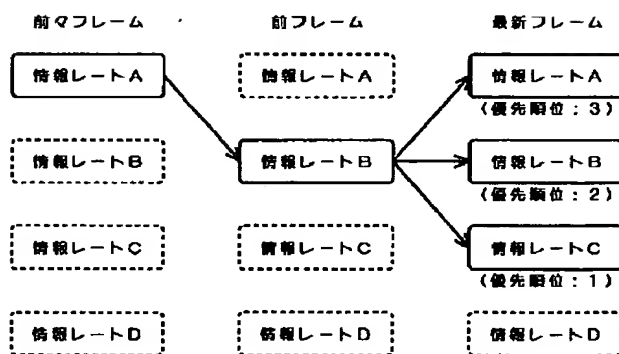 前々フレーム 前フレーム 最新フレーム
情報レートA 情報レートA 情報レートA
(優先順位：3)
情報レートB 情報レートB 情報レートB
(優先順位：2)
情報レートC 情報レートC 情報レートC
(優先順位：1)
情報レートD 情報レートD 情報レートD